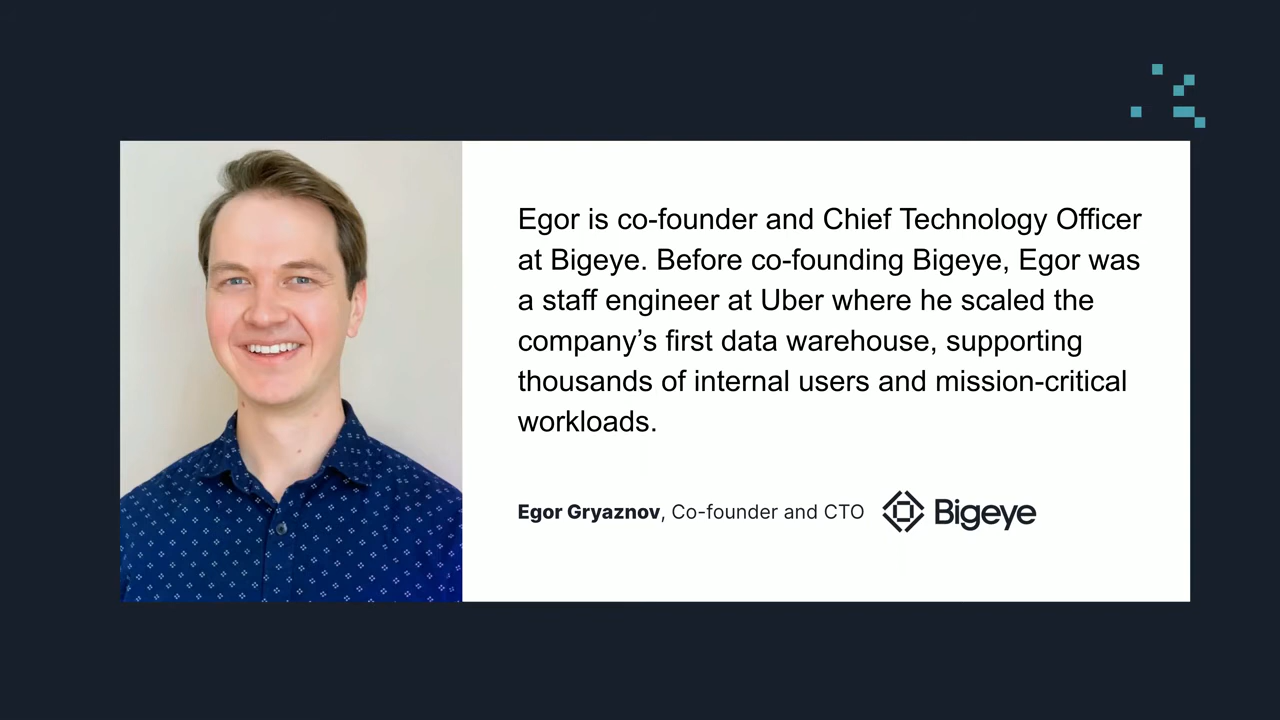 Egor is co-founder and Chief Technology Officer
at Bigeye. Before co-founding Bigeye, Egor was
a staff engineer at Uber where he scaled the
company’s first data warehouse, supporting
thousands of internal users and mission-critical
workloads.
Egor Gryaznov, Co-founder and CTO Bigeye